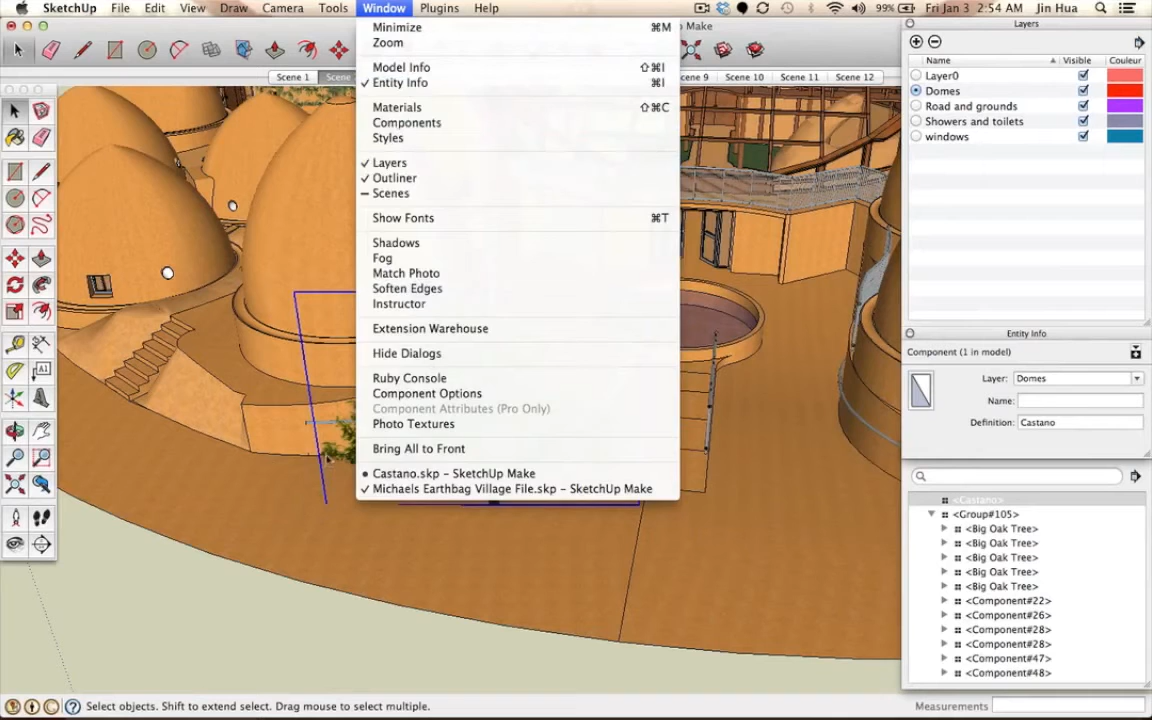 SketchUp File Edit View Draw Camera Tools Window Plugins Help 99% Fri Jan 3 2:54 AM Jin Hua
Make
Scene 1 Scene cene 9 Scene 10 Scene 11 Scene 12
Minimize ⌘M
Zoom
Model Info ⇧⌘I
✓ Entity Info ⌘I
Materials ⇧⌘C
Components
Styles
✓ Layers
✓ Outliner
Scenes
Show Fonts ⌘T
Shadows
Fog
Match Photo
Soften Edges
Instructor
Extension Warehouse
Hide Dialogs
Ruby Console
Component Options
Component Attributes (Pro Only)
Photo Textures
Bring All to Front
Castano.skp – SketchUp Make
✓ Michaels Earthbag Village File.skp – SketchUp Make
A1
Layers
Name Visible Couleur
Layer0
Domes
Road and grounds
Showers and toilets
windows
Entity Info
Component (1 in model)
Layer: Domes
Name:
Definition: Castano
<Castano>
<Group#105>
<Big Oak Tree>
<Big Oak Tree>
<Big Oak Tree>
<Big Oak Tree>
<Big Oak Tree>
<Component#22>
<Component#26>
<Component#28>
<Component#28>
<Component#47>
<Component#48>
Select objects. Shift to extend select. Drag mouse to select multiple. Measurements